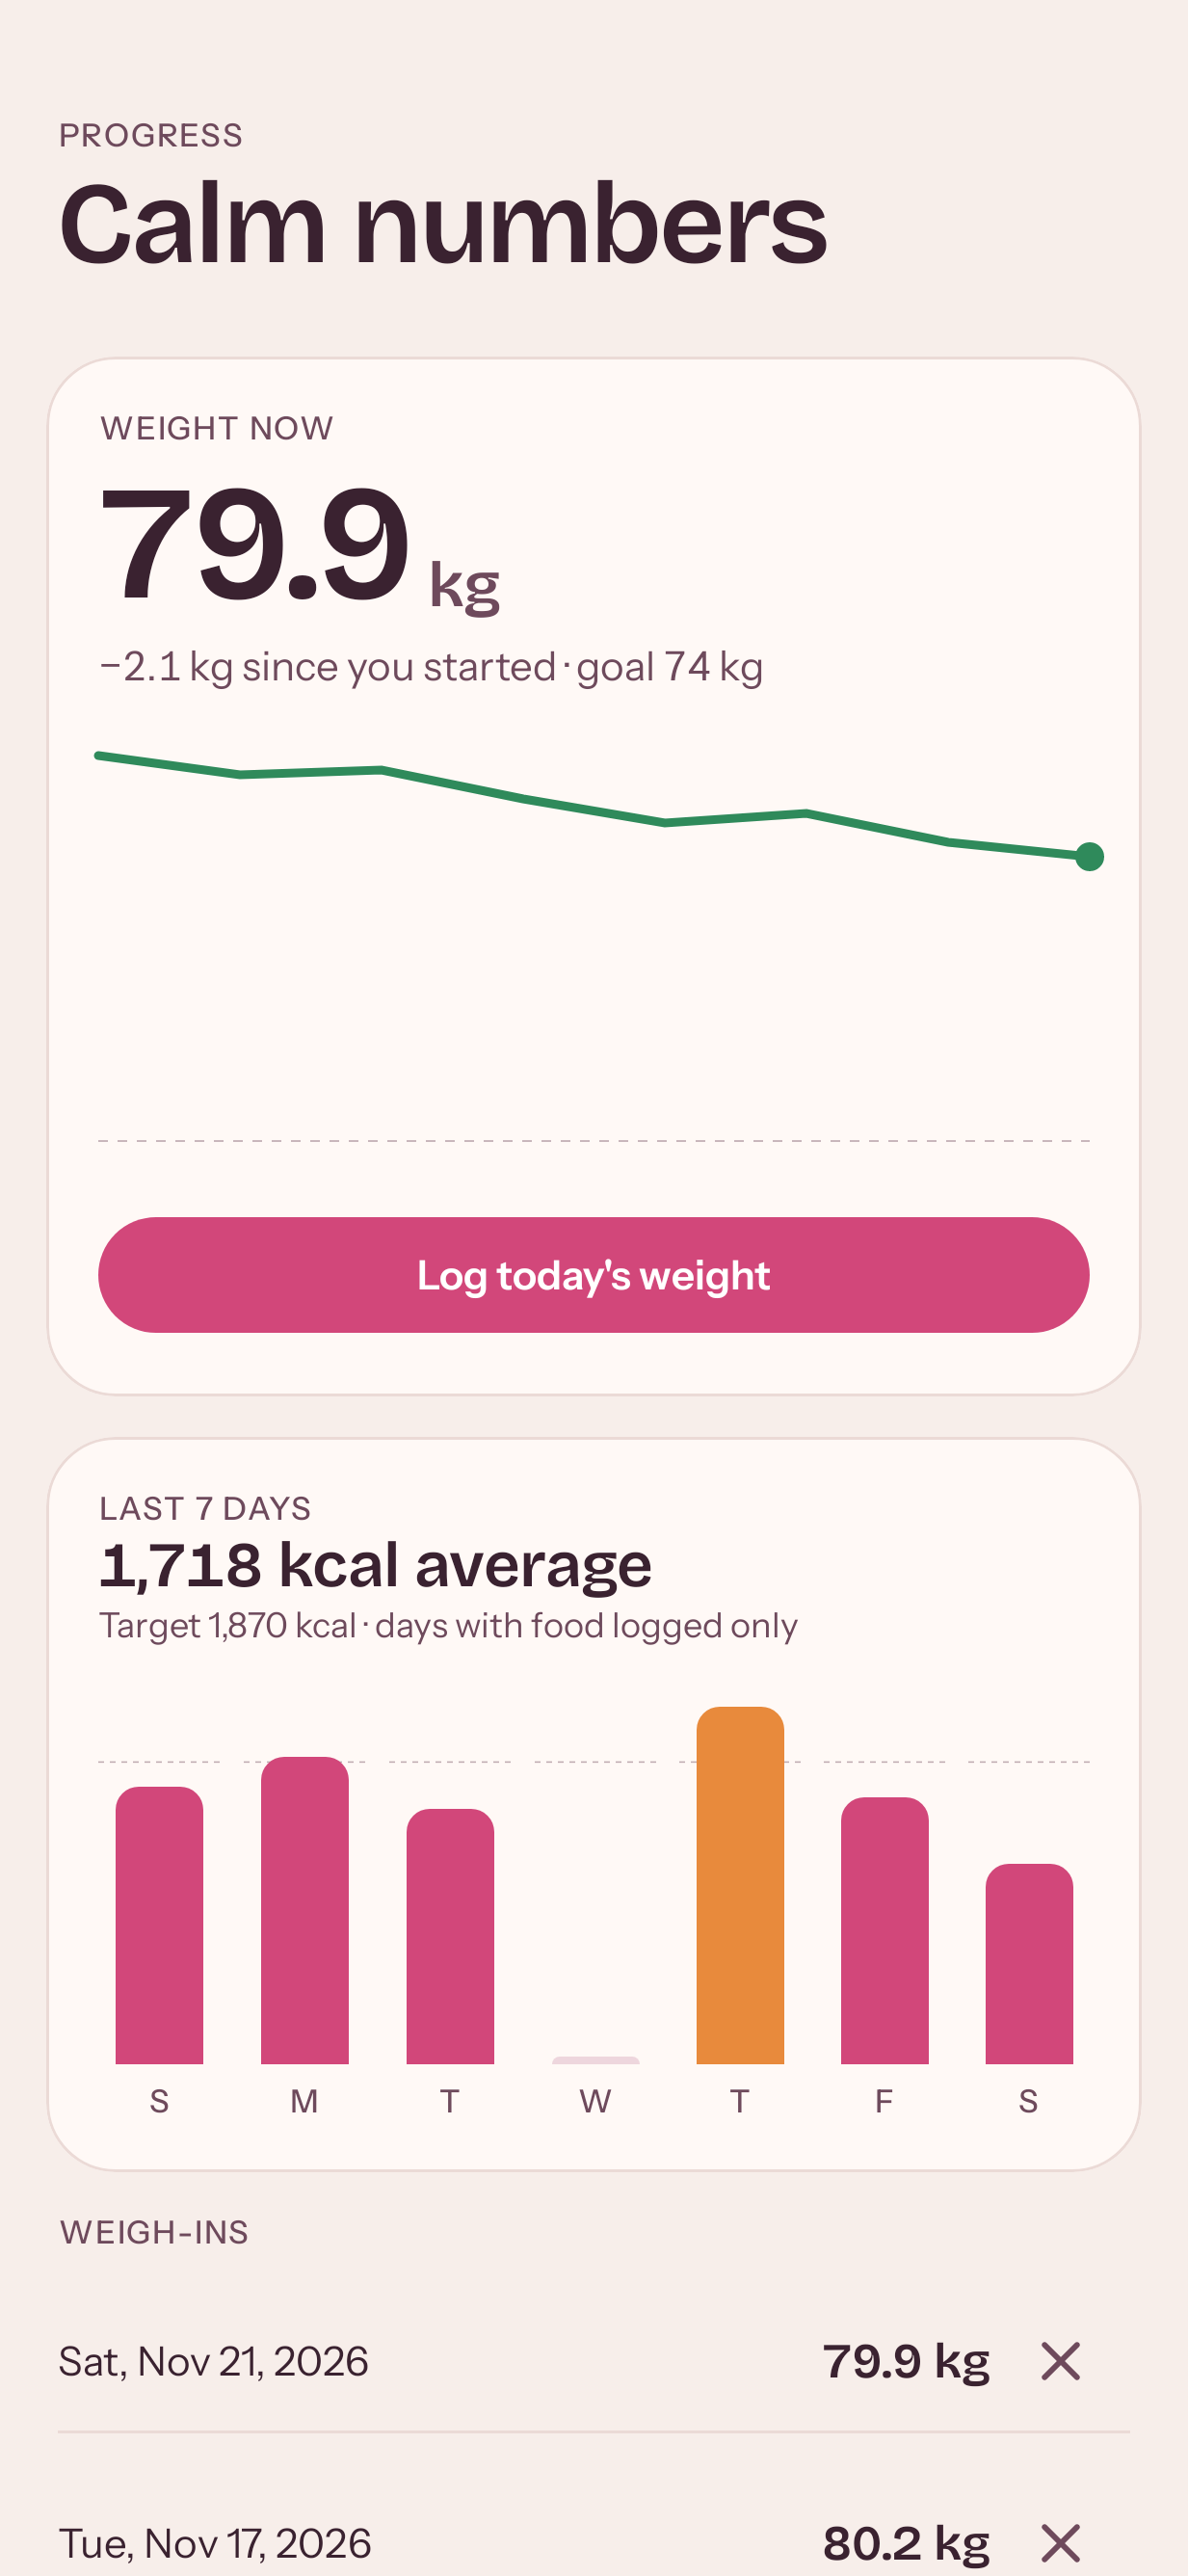 PROGRESS
Calm numbers
WEIGHT NOW
79.9 kg
−2.1 kg since you started · goal 74 kg
Log today's weight
LAST 7 DAYS
1,718 kcal average
Target 1,870 kcal · days with food logged only
S M T W T F S
WEIGH-INS
Sat, Nov 21, 2026 79.9 kg
Tue, Nov 17, 2026 80.2 kg